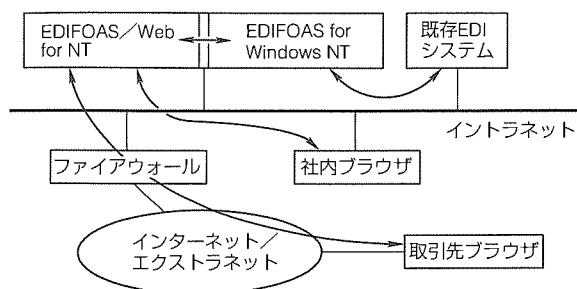 EDIFOAS／Web
for NT
EDIFOAS for
Windows NT
既存EDI
システム
イントラネット
ファイアウォール
社内ブラウザ
インターネット／
エクストラネット
取引先ブラウザ